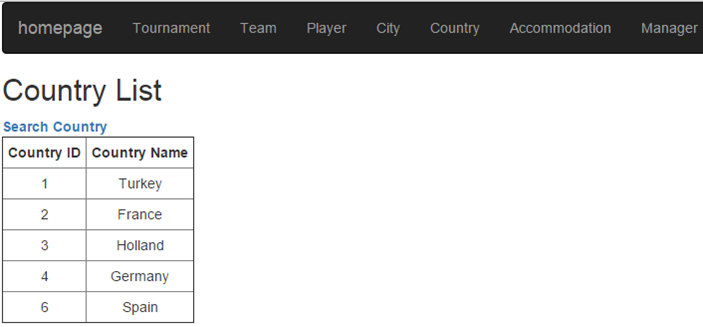 homepage Tournament Team Player City Country Accommodation Manager
Country List
Search Country
Country ID Country Name
1 Turkey
2 France
3 Holland
4 Germany
6 Spain